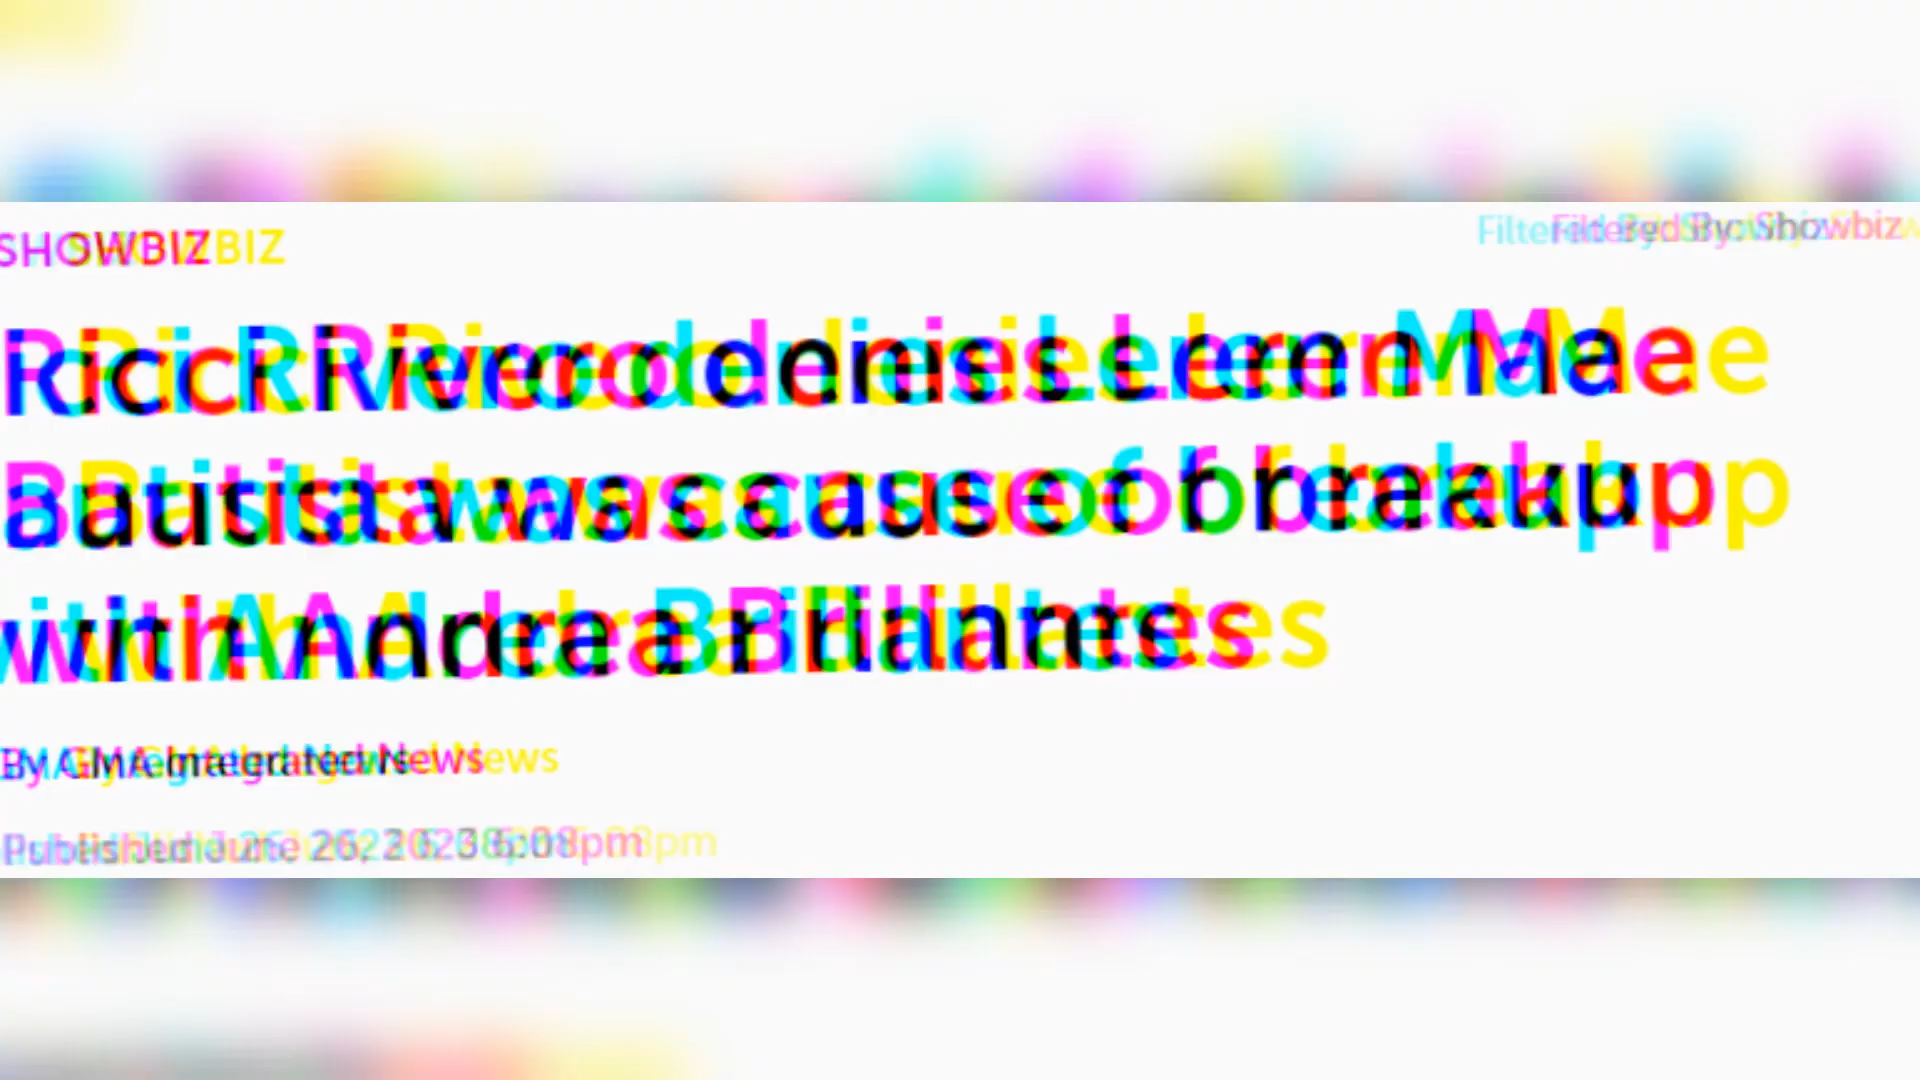 SHOWBIZ
Filtered By: Showbiz
Ricci Rivero denies Leren Mae
Bautista was cause of breakup
with Andrea Brillantes
By GMA Integrated News
Published June 26, 2023 5:08pm